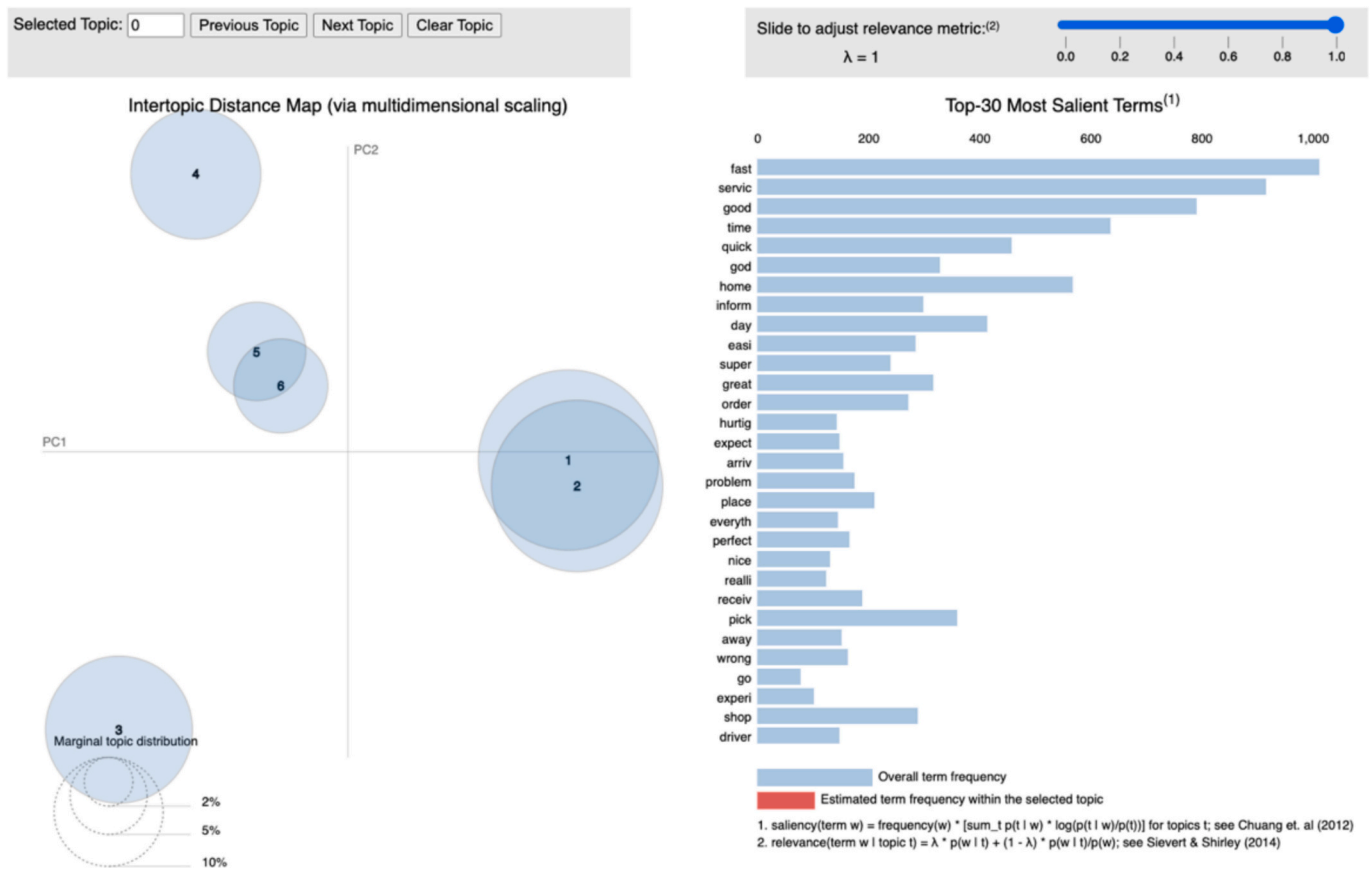 Selected Topic: 0 Previous Topic Next Topic Clear Topic
Slide to adjust relevance metric:(2)
λ = 1
0.0 0.2 0.4 0.6 0.8 1.0
Intertopic Distance Map (via multidimensional scaling)
PC2
PC1
4
5
6
1
2
3
Marginal topic distribution
2%
5%
10%
Top-30 Most Salient Terms(1)
0 200 400 600 800 1,000
fast
servic
good
time
quick
god
home
inform
day
easi
super
great
order
hurtig
expect
arriv
problem
place
everyth
perfect
nice
realli
receiv
pick
away
wrong
go
experi
shop
driver
Overall term frequency
Estimated term frequency within the selected topic
1. saliency(term w) = frequency(w) * [sum_t p(t | w) * log(p(t | w)/p(t))] for topics t; see Chuang et. al (2012)
2. relevance(term w | topic t) = λ * p(w | t) + (1 - λ) * p(w | t)/p(w); see Sievert & Shirley (2014)